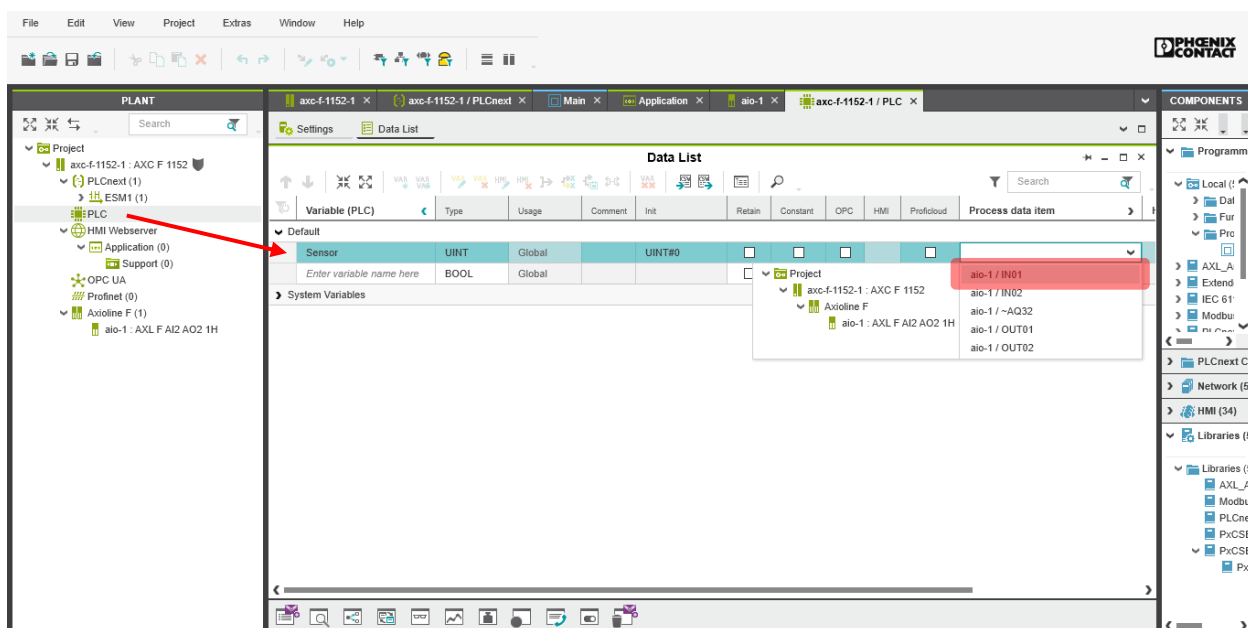 File Edit View Project Extras Window Help
PHŒNIX
CONTACT
PLANT
Search
Project
axc-f-1152-1 : AXC F 1152
PLCnext (1)
ESM1 (1)
PLC
HMI Webserver
Application (0)
Support (0)
OPC UA
Profinet (0)
Axioline F (1)
aio-1 : AXL F AI2 AO2 1H
axc-f-1152-1 axc-f-1152-1 / PLCnext Main Application aio-1 axc-f-1152-1 / PLC
Settings Data List
Data List
Search
Variable (PLC) Type Usage Comment Init Retain Constant OPC HMI Proficloud Process data item
Default
Sensor UINT Global UINT#0
Enter variable name here BOOL Global
System Variables
Project
axc-f-1152-1 : AXC F 1152
Axioline F
aio-1 : AXL F AI2 AO2 1H
aio-1 / IN01
aio-1 / IN02
aio-1 / ~AQ32
aio-1 / OUT01
aio-1 / OUT02
COMPONENTS
Programm
Local (
Dat
Fur
Pro
AXL_A
Extend
IEC 61
Modbu
PLCnext C
Network (5
HMI (34)
Libraries (
Libraries (
AXL_A
Modbu
PLCne
PxCSE
PxCSE
Px